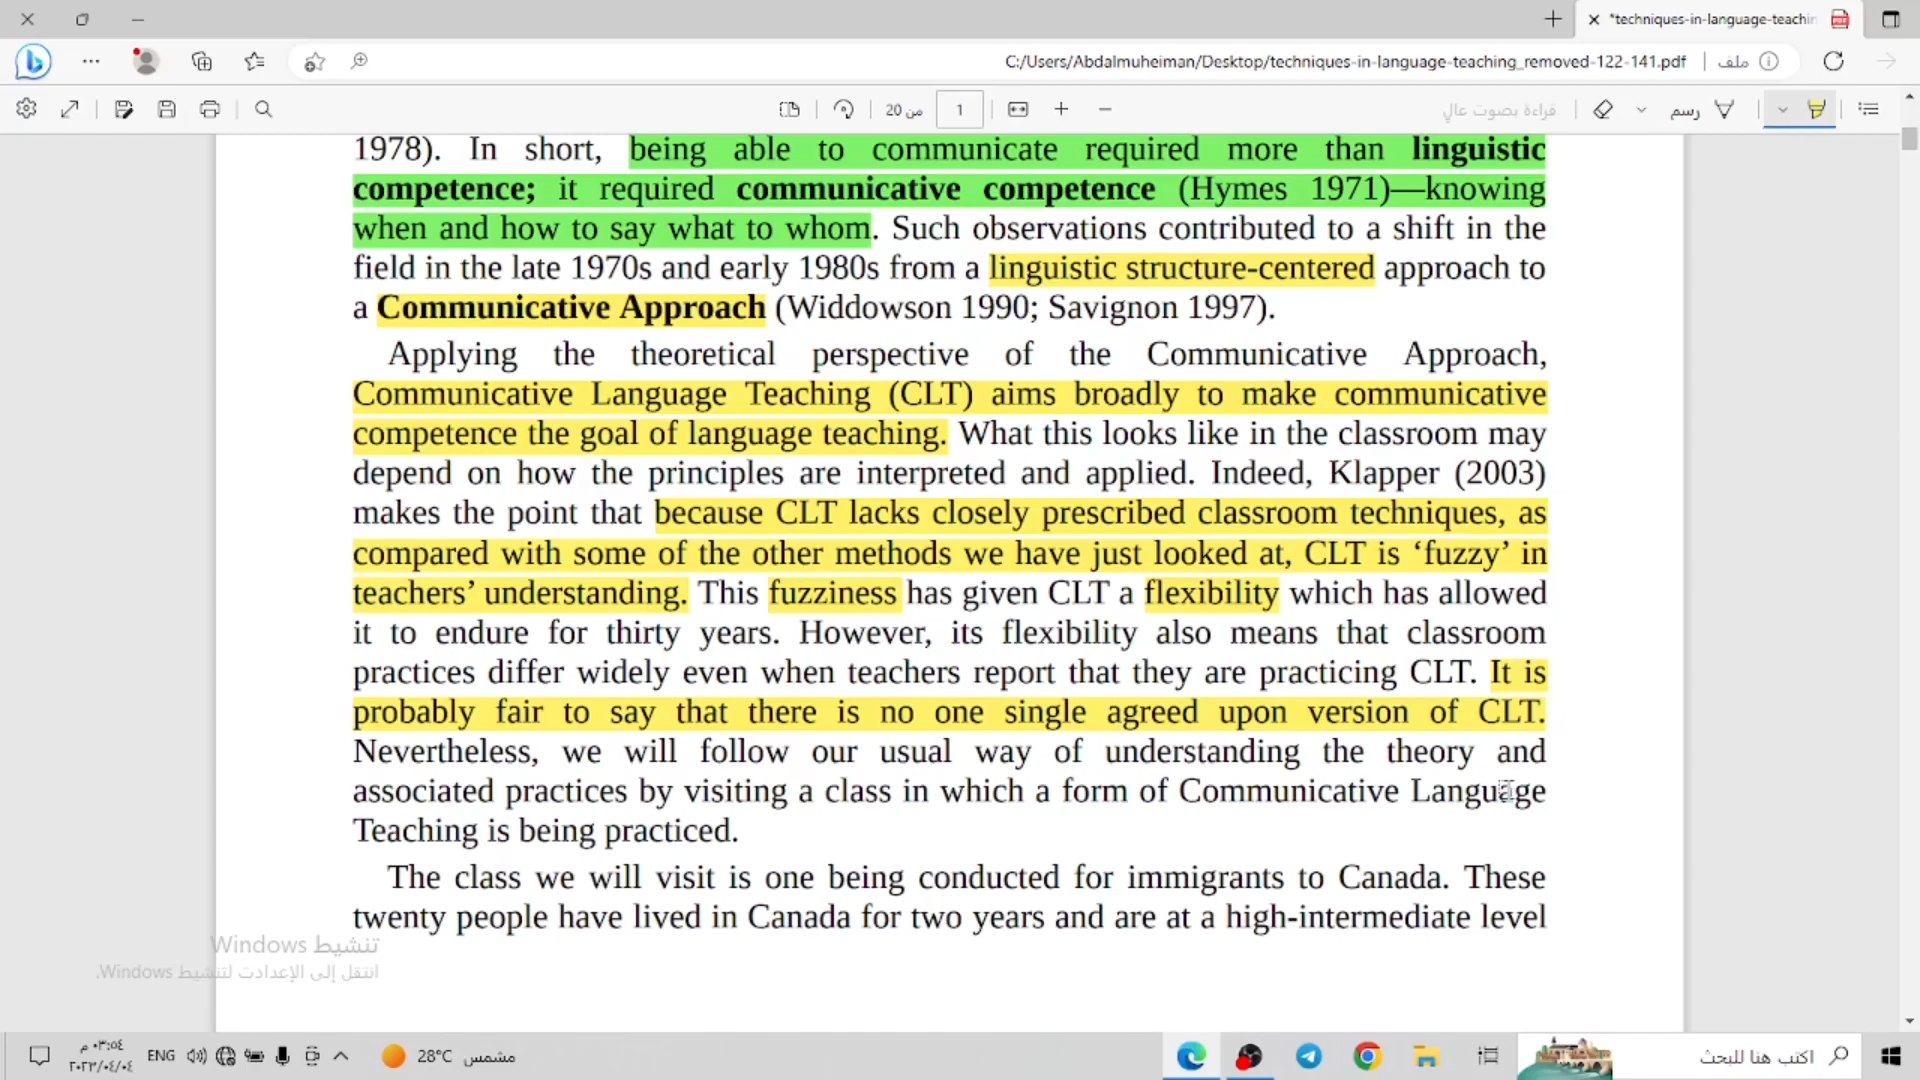 *techniques-in-language-teachin
C:/Users/Abdalmuheiman/Desktop/techniques-in-language-teaching_removed-122-141.pdf
ملف
من 20
1
قراءة بصوت عالٍ
رسم
1978). In short, being able to communicate required more than linguistic
competence; it required communicative competence (Hymes 1971)—knowing
when and how to say what to whom. Such observations contributed to a shift in the
field in the late 1970s and early 1980s from a linguistic structure-centered approach to
a Communicative Approach (Widdowson 1990; Savignon 1997).
Applying the theoretical perspective of the Communicative Approach,
Communicative Language Teaching (CLT) aims broadly to make communicative
competence the goal of language teaching. What this looks like in the classroom may
depend on how the principles are interpreted and applied. Indeed, Klapper (2003)
makes the point that because CLT lacks closely prescribed classroom techniques, as
compared with some of the other methods we have just looked at, CLT is ‘fuzzy’ in
teachers’ understanding. This fuzziness has given CLT a flexibility which has allowed
it to endure for thirty years. However, its flexibility also means that classroom
practices differ widely even when teachers report that they are practicing CLT. It is
probably fair to say that there is no one single agreed upon version of CLT.
Nevertheless, we will follow our usual way of understanding the theory and
associated practices by visiting a class in which a form of Communicative Language
Teaching is being practiced.
The class we will visit is one being conducted for immigrants to Canada. These
twenty people have lived in Canada for two years and are at a high-intermediate level
تنشيط Windows
انتقل إلى الإعدادات لتنشيط Windows.
٠٣:٥٤ م
٢٠٢٣/٠٤/٠٤
ENG
28°C مشمس
اكتب هنا للبحث